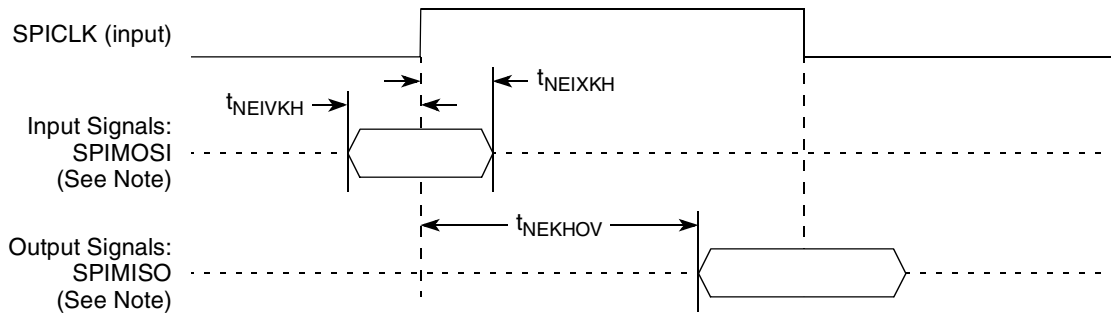 SPICLK (input)
tNEIXKH
tNEIVKH
Input Signals:
SPIMOSI
(See Note)
tNEKHOV
Output Signals:
SPIMISO
(See Note)